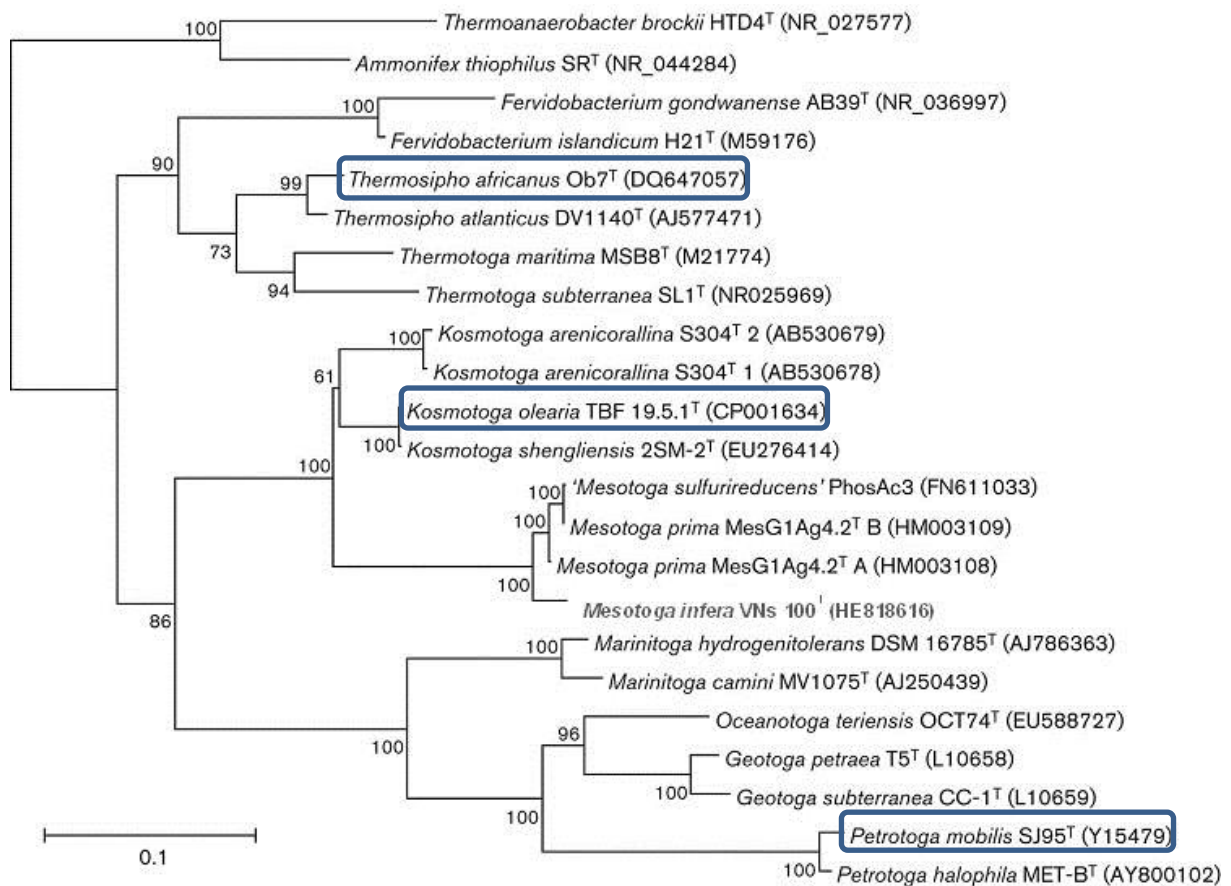 Thermoanaerobacter brockii HTD4ᵀ (NR_027577)
100
Ammonifex thiophilus SRᵀ (NR_044284)
Fervidobacterium gondwanense AB39ᵀ (NR_036997)
100
Fervidobacterium islandicum H21ᵀ (M59176)
90
Thermosipho africanus Ob7ᵀ (DQ647057)
99
Thermosipho atlanticus DV1140ᵀ (AJ577471)
73
Thermotoga maritima MSB8ᵀ (M21774)
94
Thermotoga subterranea SL1ᵀ (NR025969)
Kosmotoga arenicorallina S304ᵀ 2 (AB530679)
100
Kosmotoga arenicorallina S304ᵀ 1 (AB530678)
61
Kosmotoga olearia TBF 19.5.1ᵀ (CP001634)
100
Kosmotoga shengliensis 2SM-2ᵀ (EU276414)
100
'Mesotoga sulfurireducens' PhosAc3 (FN611033)
100
Mesotoga prima MesG1Ag4.2ᵀ B (HM003109)
100
Mesotoga prima MesG1Ag4.2ᵀ A (HM003108)
100
Mesotoga infera VNs 100ᵀ (HE818616)
86
Marinitoga hydrogenitolerans DSM 16785ᵀ (AJ786363)
100
Marinitoga camini MV1075ᵀ (AJ250439)
Oceanotoga teriensis OCT74ᵀ (EU588727)
96
100
Geotoga petraea T5ᵀ (L10658)
100
Geotoga subterranea CC-1ᵀ (L10659)
100
Petrotoga mobilis SJ95ᵀ (Y15479)
100
Petrotoga halophila MET-Bᵀ (AY800102)
0.1